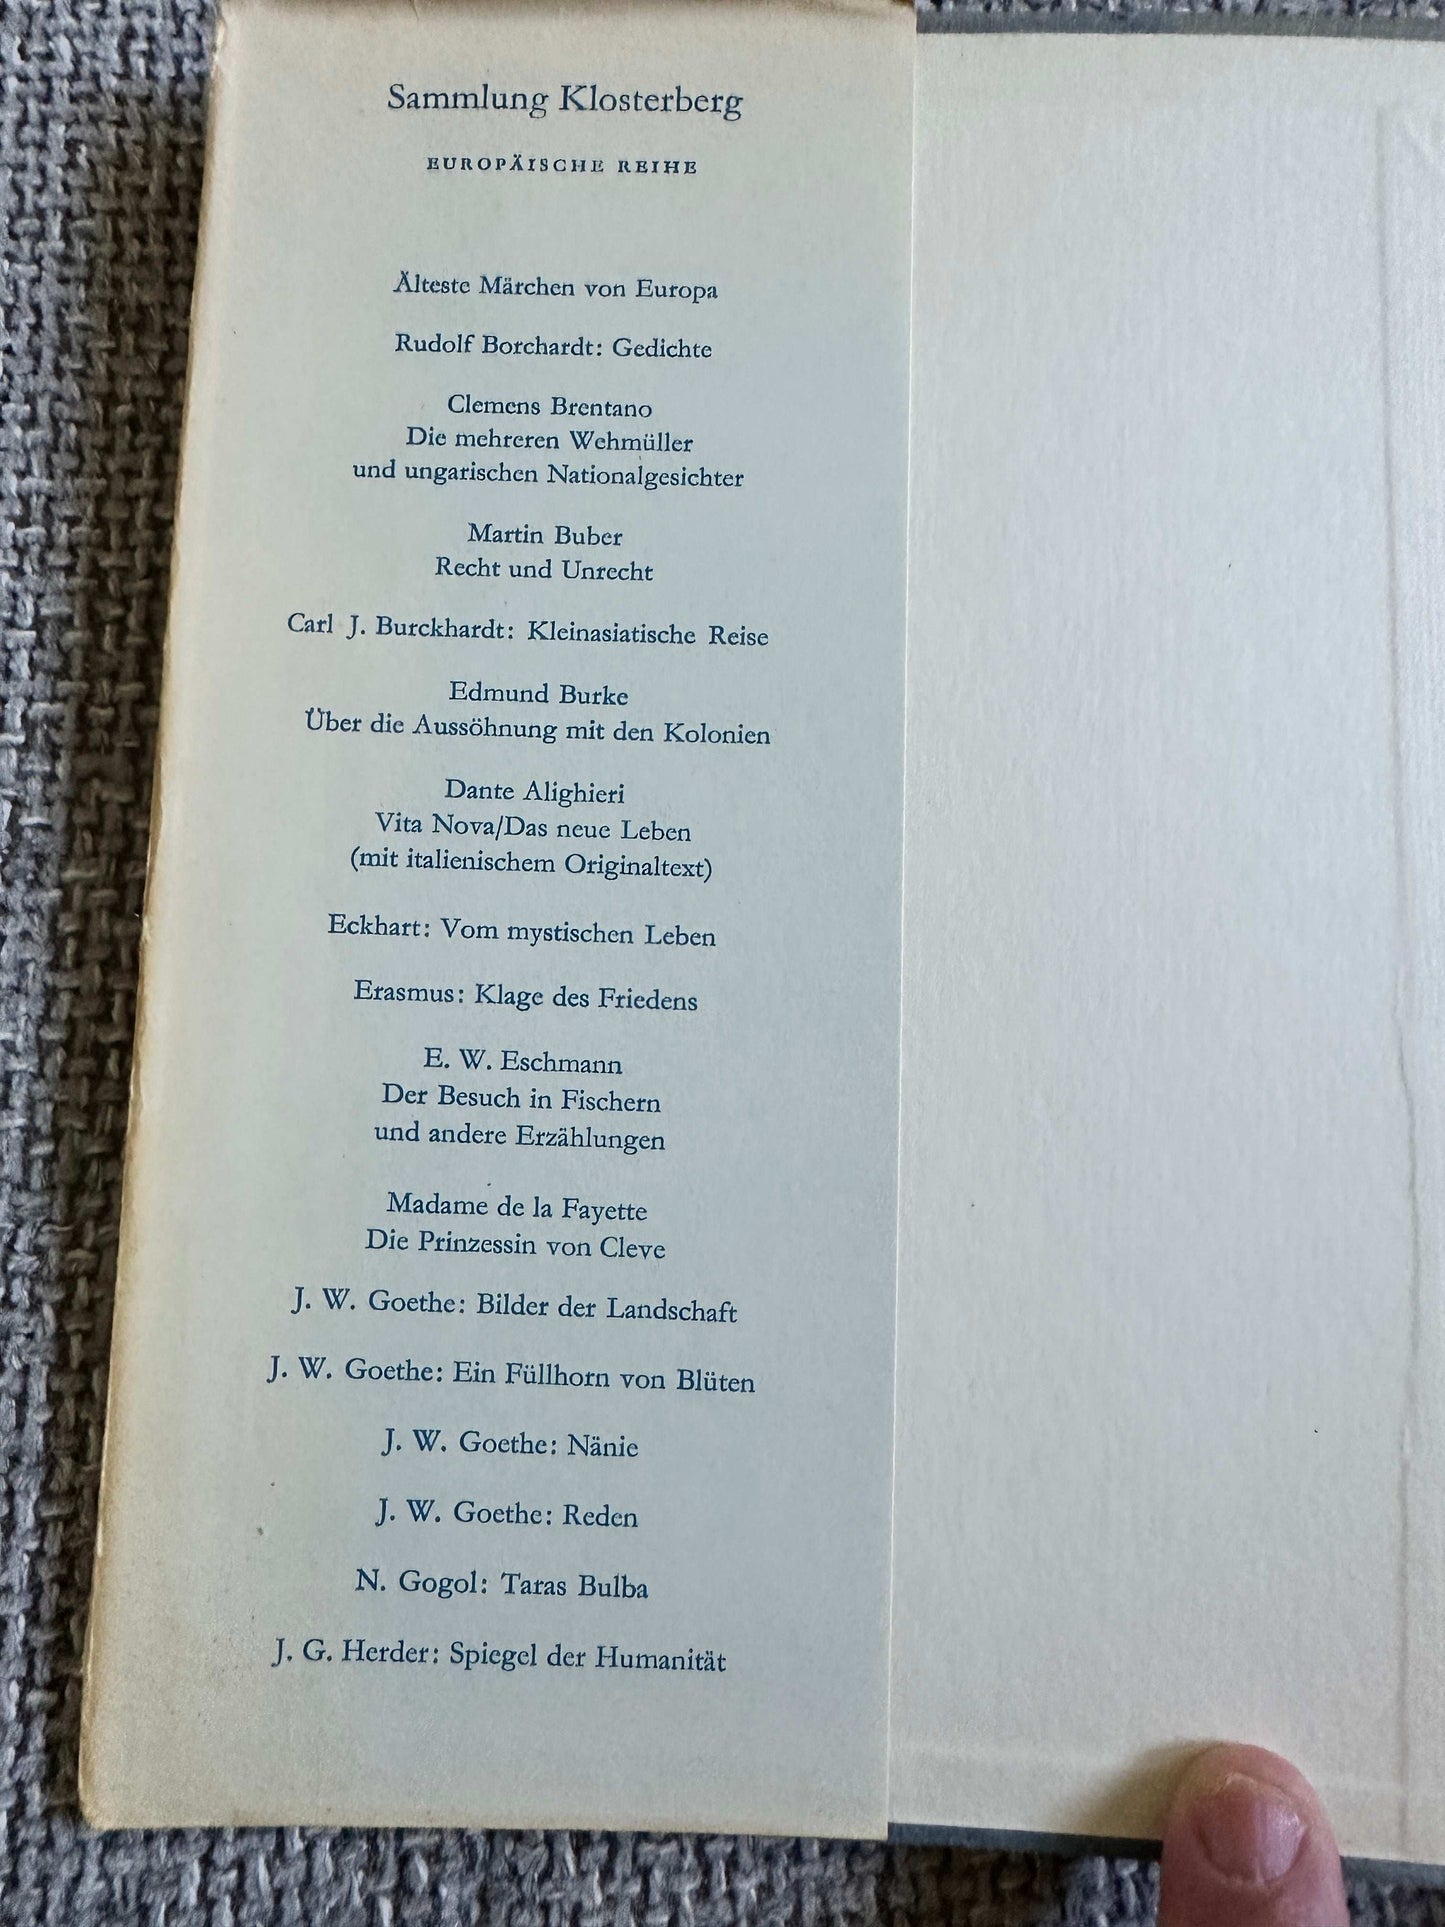 Sammlung Klosterberg
EUROPÄISCHE REIHE
Älteste Märchen von Europa
Rudolf Borchardt: Gedichte
Clemens Brentano
Die mehreren Wehmüller
und ungarischen Nationalgesichter
Martin Buber
Recht und Unrecht
Carl J. Burckhardt: Kleinasiatische Reise
Edmund Burke
Über die Aussöhnung mit den Kolonien
Dante Alighieri
Vita Nova/Das neue Leben
(mit italienischem Originaltext)
Eckhart: Vom mystischen Leben
Erasmus: Klage des Friedens
E. W. Eschmann
Der Besuch in Fischern
und andere Erzählungen
Madame de la Fayette
Die Prinzessin von Cleve
J. W. Goethe: Bilder der Landschaft
J. W. Goethe: Ein Füllhorn von Blüten
J. W. Goethe: Nänie
J. W. Goethe: Reden
N. Gogol: Taras Bulba
J. G. Herder: Spiegel der Humanität